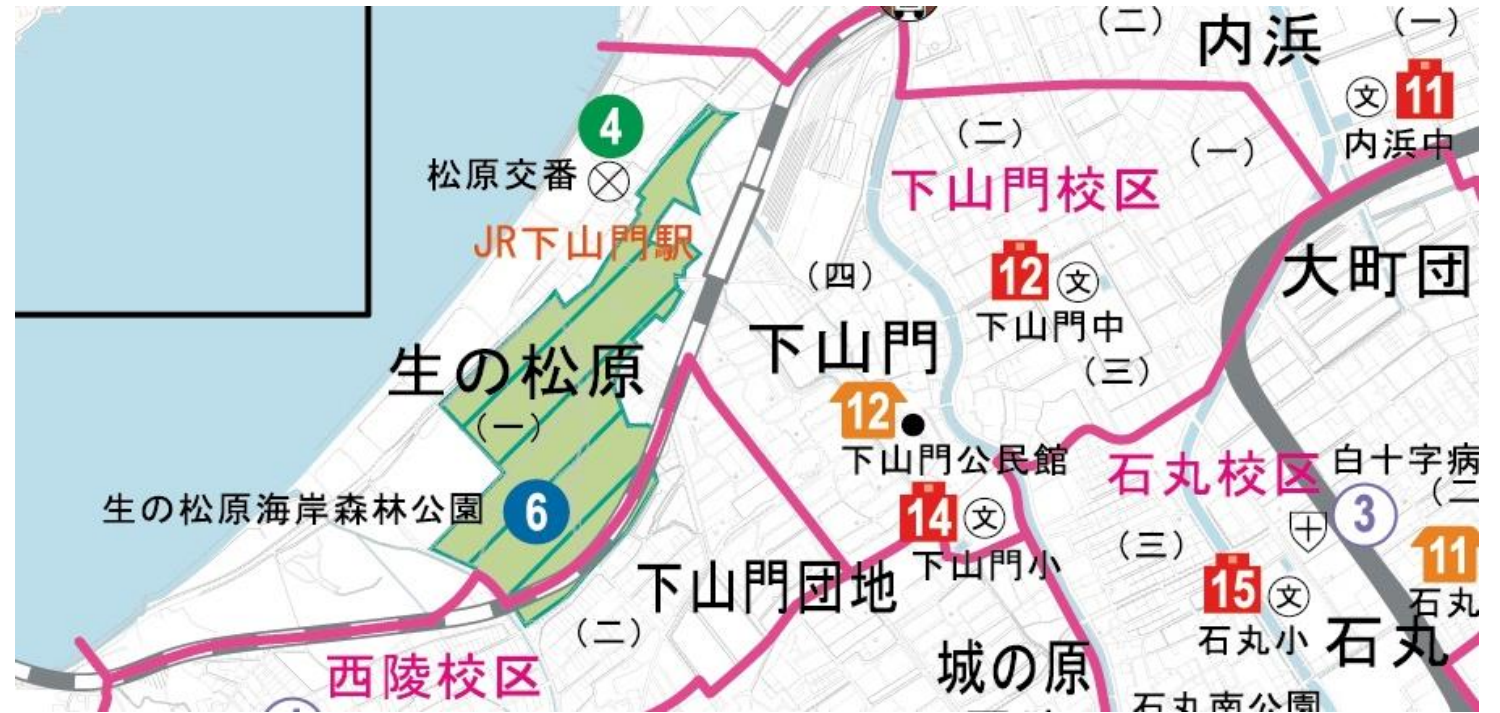 （二）
内浜
（一）
文
11
内浜中
4
松原交番
（二）
（一）
下山門校区
JR下山門駅
（四）
12
文
下山門中
大町団
生の松原
（一）
下山門
（三）
12
下山門公民館
石丸校区
白十字病
（二
3
生の松原海岸森林公園
6
14
文
下山門小
（三）
11
石丸
15
文
石丸小
石丸
下山門団地
（二）
西陵校区
城の原
石丸南公園